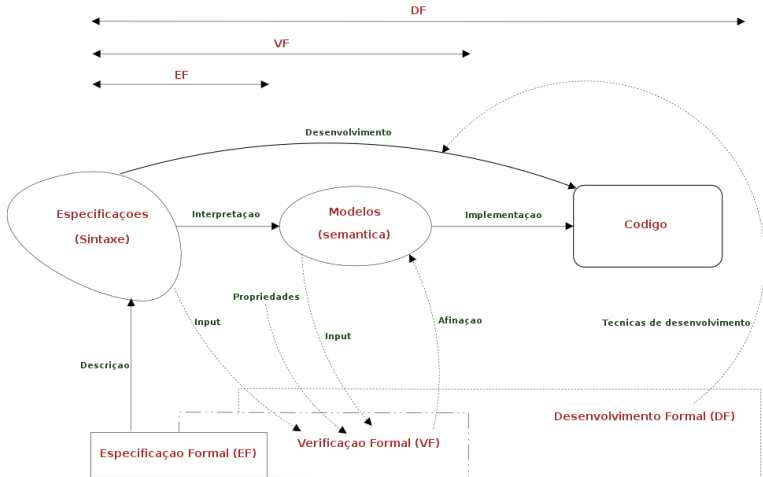 DF
VF
EF
Desenvolvimento
Especificaçoes
(Sintaxe)
Interpretaçao
Modelos
(semantica)
Implementaçao
Codigo
Propriedades
Input
Input
Afinaçao
Tecnicas de desenvolvimento
Descriçao
Desenvolvimento Formal (DF)
Especificaçao Formal (EF)
Verificaçao Formal (VF)